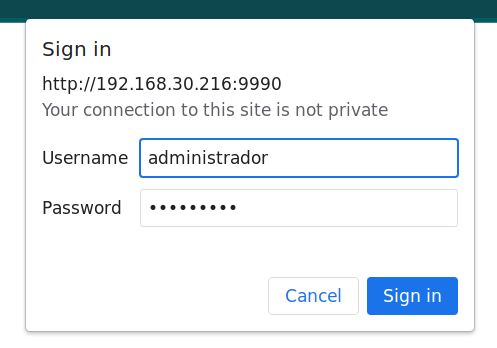 Sign in
http://192.168.30.216:9990
Your connection to this site is not private
Username administrador
Password •••••••••
Cancel Sign in